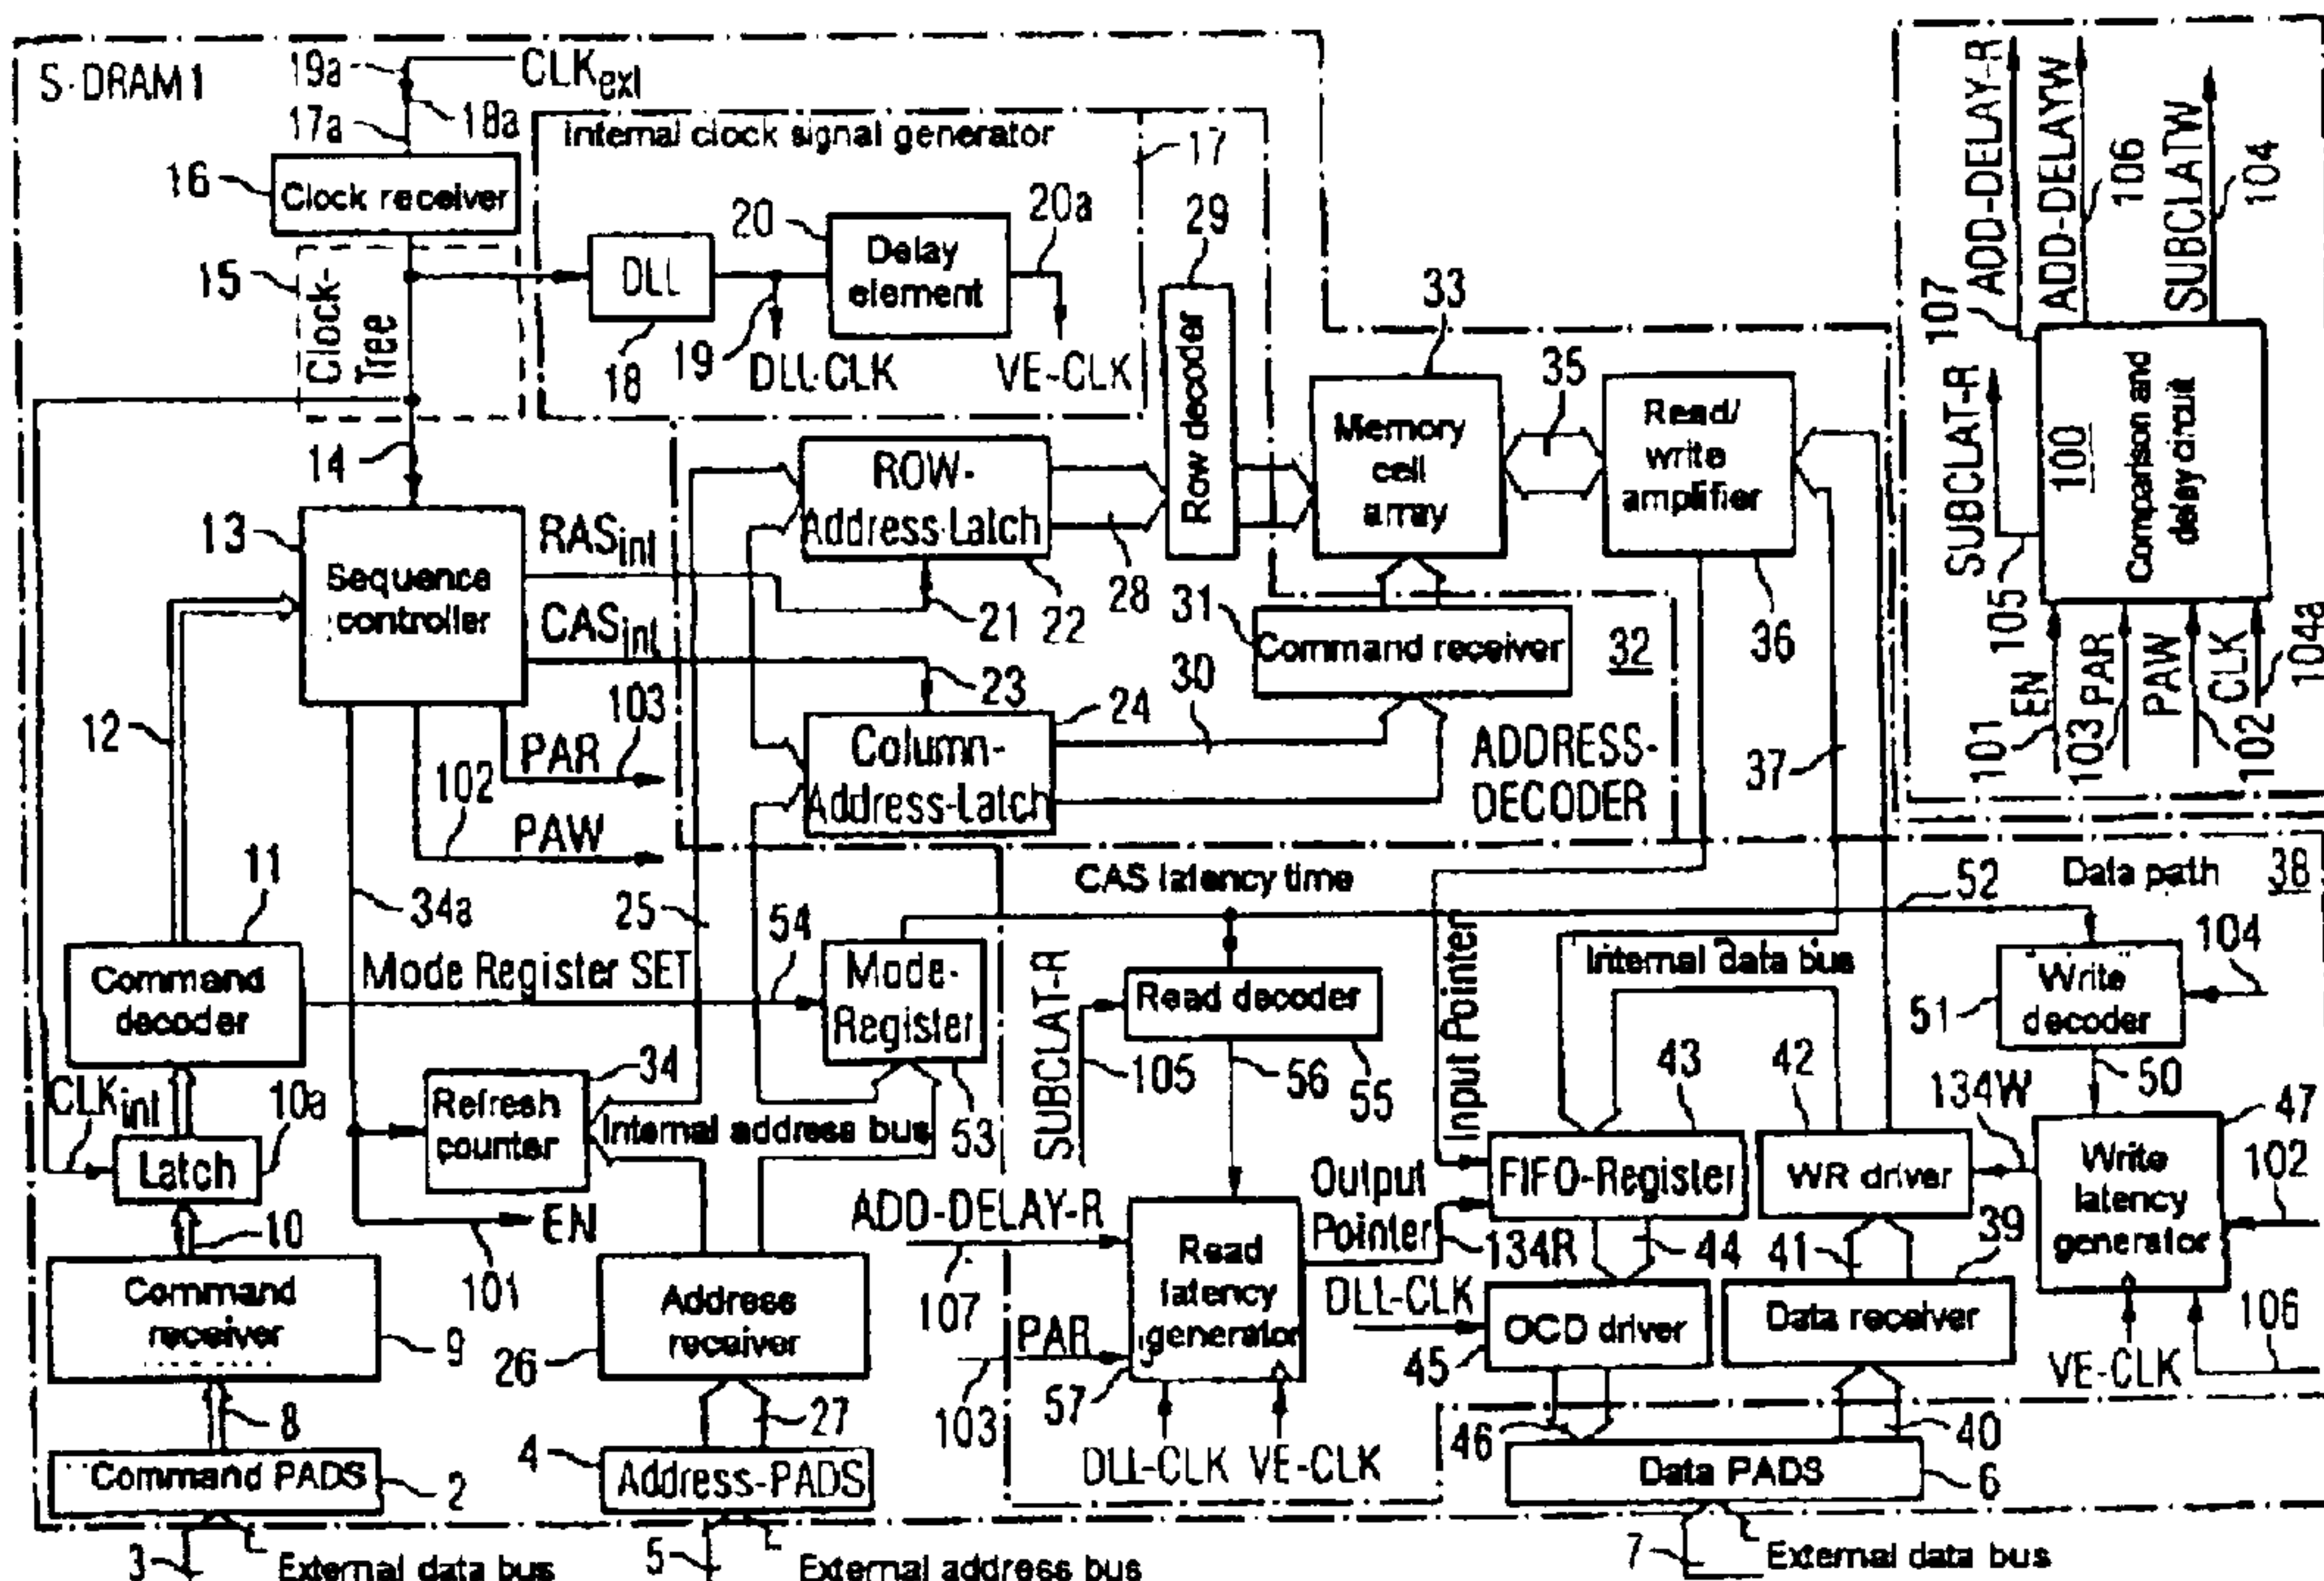 S-DRAM1
19a
CLKext
17a
18a
16
Clock receiver
Internal clock signal generator
17
15
Clock-
Tree
DLL
18
19
DLL-CLK
20
Delay
element
20a
VE-CLK
29
Row decoder
14
13
Sequence
controller
RASint
CASint
ROW-
Address-Latch
21
22
28
23
24
Column-
Address-Latch
33
Memory
cell
array
35
Read/
write
amplifier
36
31
Command receiver
32
30
ADDRESS-
DECODER
37
107
ADD-DELAY-R
ADD-DELAYW
106
SUBCLATW
104
SUBCLAT-R
105
100
Comparison and
delay circuit
101
EN
103
PAR
PAW
102
CLK
104a
12
PAR
103
102
PAW
34a
25
11
Command
decoder
Mode Register SET
54
Mode-
Register
53
CAS latency time
52
Data path
38
SUBCLAT-R
105
Read decoder
55
56
Input Pointer
Internal data bus
51
Write
decoder
104
50
CLKint
10a
Latch
10
34
Refresh
counter
Internal address bus
EN
101
43
FIFO-Register
42
WR driver
134W
47
Write
latency
generator
102
ADD-DELAY-R
107
Output
Pointer
134R
44
41
39
Read
latency
generator
57
PAR
103
DLL-CLK
VE-CLK
DLL-CLK
OCD driver
45
Data receiver
VE-CLK
106
Command
receiver
9
8
Address
receiver
26
27
46
40
Command PADS
2
4
Address-PADS
Data PADS
6
3
External data bus
5
External address bus
7
External data bus